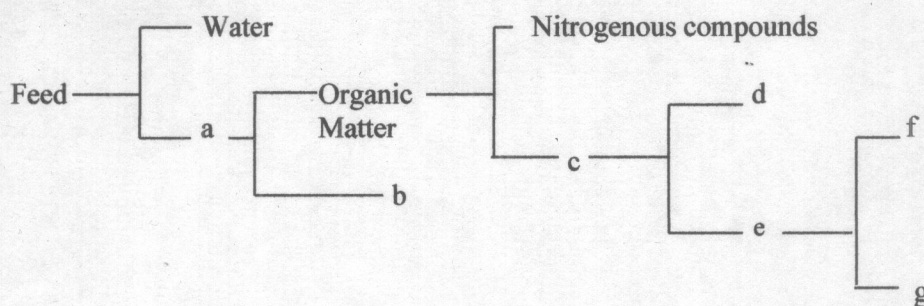 Water
Nitrogenous compounds
Feed
Organic
Matter
a
b
c
d
e
f
g